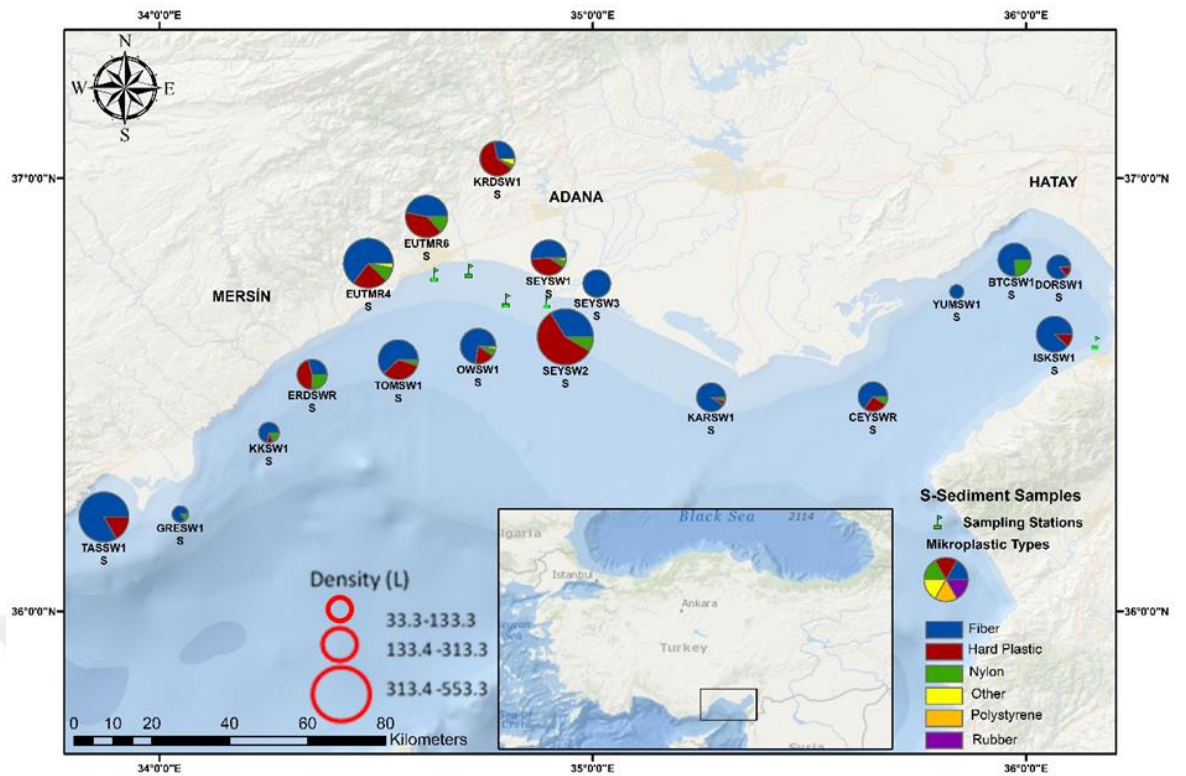 34°0'0"E 35°0'0"E 36°0'0"E
N
W E
S
37°0'0"N 37°0'0"N
KRDSW1
S
ADANA
HATAY
EUTMR6
S
EUTMR4
S
SEYSW1
S
SEYSW3
S
MERSİN
BTCSW1
S
DORSW1
S
YUMSW1
S
ISKSW1
S
ERDSWR
S
TOMSW1
S
OWSW1
S
SEYSW2
S
KARSW1
S
CEYSWR
S
KKSW1
S
TASSW1
S
GRESW1
S
S-Sediment Samples
Sampling Stations
Mikroplastic Types
Fiber
Hard Plastic
Nylon
Other
Polystyrene
Rubber
Density (L)
33.3-133.3
133.4 -313.3
313.4 -553.3
Black Sea 2114
Istanbul
Ankara
Turkey
36°0'0"N 36°0'0"N
0 10 20 40 60 80
Kilometers
34°0'0"E 35°0'0"E 36°0'0"E